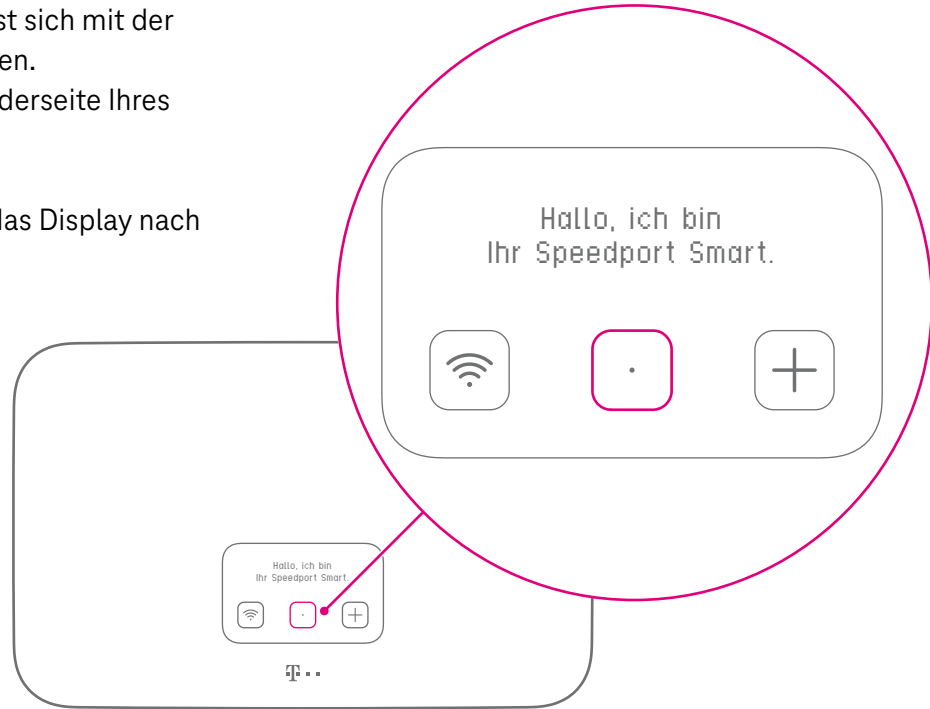 st sich mit der
en.
derseite Ihres
das Display nach
Hallo, ich bin
Ihr Speedport Smart.
Hallo, ich bin
Ihr Speedport Smart.
T